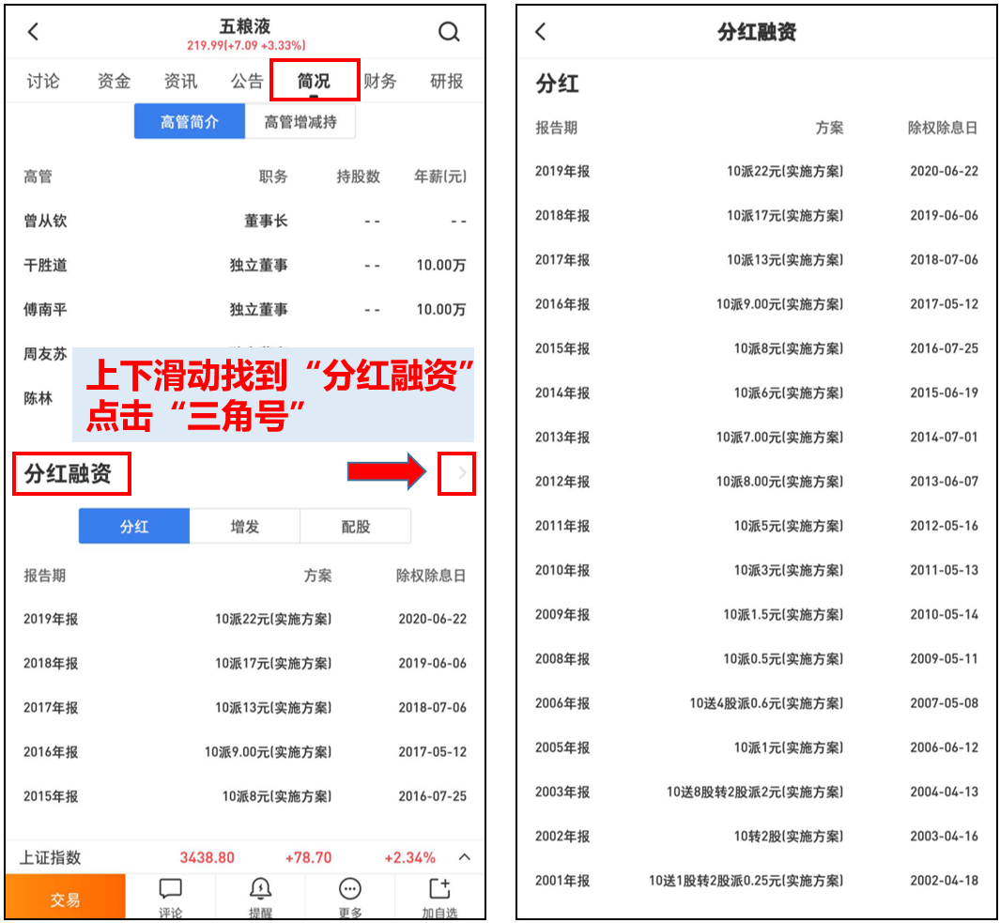 五粮液
219.99(+7.09 +3.33%)
讨论 资金 资讯 公告 简况 财务 研报
高管简介 高管增减持
高管 职务 持股数 年薪(元)
曾从钦 董事长 -- --
干胜道 独立董事 -- 10.00万
傅南平 独立董事 -- 10.00万
周友苏
陈林
上下滑动找到“分红融资”
点击“三角号”
分红融资
分红 增发 配股
报告期 方案 除权除息日
2019年报 10派22元(实施方案) 2020-06-22
2018年报 10派17元(实施方案) 2019-06-06
2017年报 10派13元(实施方案) 2018-07-06
2016年报 10派9.00元(实施方案) 2017-05-12
2015年报 10派8元(实施方案) 2016-07-25
上证指数 3438.80 +78.70 +2.34%
交易 评论 提醒 更多 加自选
分红融资
分红
报告期 方案 除权除息日
2019年报 10派22元(实施方案) 2020-06-22
2018年报 10派17元(实施方案) 2019-06-06
2017年报 10派13元(实施方案) 2018-07-06
2016年报 10派9.00元(实施方案) 2017-05-12
2015年报 10派8元(实施方案) 2016-07-25
2014年报 10派6元(实施方案) 2015-06-19
2013年报 10派7.00元(实施方案) 2014-07-01
2012年报 10派8.00元(实施方案) 2013-06-07
2011年报 10派5元(实施方案) 2012-05-16
2010年报 10派3元(实施方案) 2011-05-13
2009年报 10派1.5元(实施方案) 2010-05-14
2008年报 10派0.5元(实施方案) 2009-05-11
2006年报 10送4股派0.6元(实施方案) 2007-05-08
2005年报 10派1元(实施方案) 2006-06-12
2003年报 10送8股转2股派2元(实施方案) 2004-04-13
2002年报 10转2股(实施方案) 2003-04-16
2001年报 10送1股转2股派0.25元(实施方案) 2002-04-18